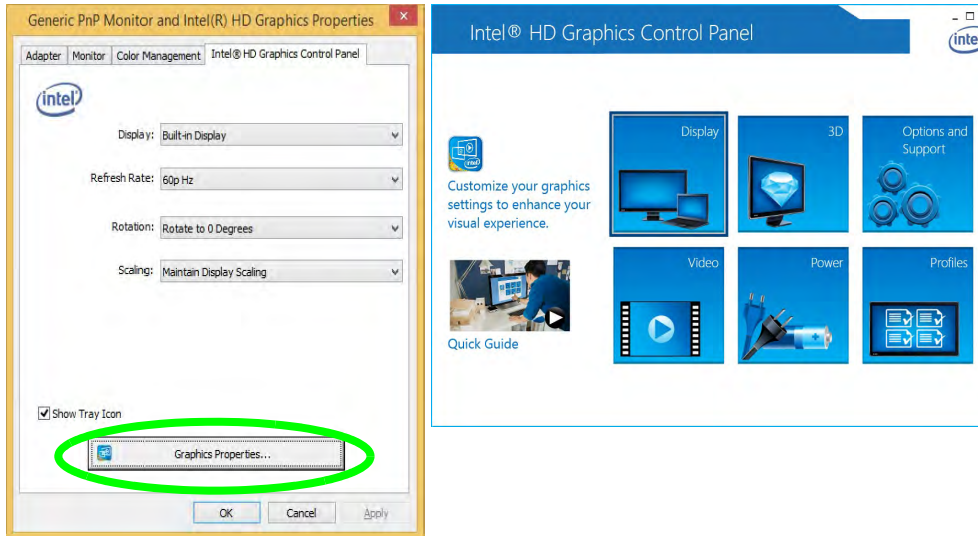 Generic PnP Monitor and Intel(R) HD Graphics Properties
Adapter Monitor Color Management Intel® HD Graphics Control Panel
intel
Display: Built-in Display
Refresh Rate: 60p Hz
Rotation: Rotate to 0 Degrees
Scaling: Maintain Display Scaling
Show Tray Icon
Graphics Properties...
OK Cancel Apply
Intel® HD Graphics Control Panel
Display
3D
Options and
Support
intel
Customize your graphics
settings to enhance your
visual experience.
Video
Power
Profiles
Quick Guide